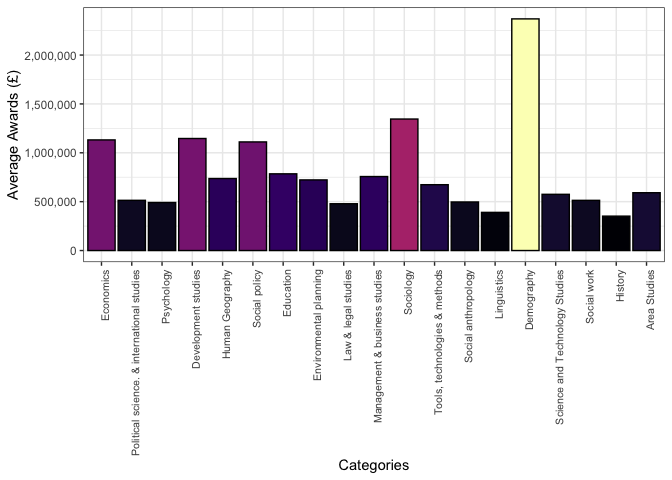 Average Awards (£)
2,000,000
1,500,000
1,000,000
500,000
0
Economics
Political science. & international studies
Psychology
Development studies
Human Geography
Social policy
Education
Environmental planning
Law & legal studies
Management & business studies
Sociology
Tools, technologies & methods
Social anthropology
Linguistics
Demography
Science and Technology Studies
Social work
History
Area Studies
Categories